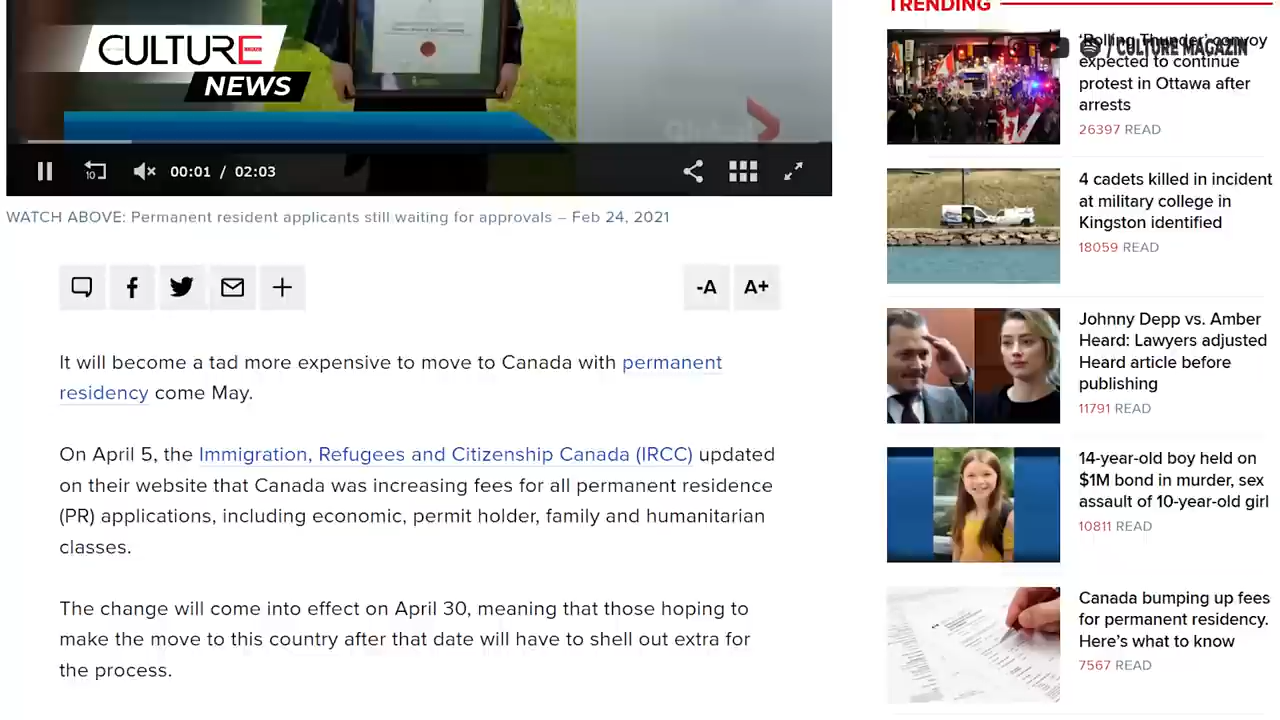 CULTURE
NEWS
00:01 / 02:03
WATCH ABOVE: Permanent resident applicants still waiting for approvals – Feb 24, 2021
-A
A+
It will become a tad more expensive to move to Canada with permanent
residency come May.
On April 5, the Immigration, Refugees and Citizenship Canada (IRCC) updated
on their website that Canada was increasing fees for all permanent residence
(PR) applications, including economic, permit holder, family and humanitarian
classes.
The change will come into effect on April 30, meaning that those hoping to
make the move to this country after that date will have to shell out extra for
the process.
TRENDING
/ CULTURE MAGAZIN
'Rolling Thunder' convoy
expected to continue
protest in Ottawa after
arrests
26397 READ
4 cadets killed in incident
at military college in
Kingston identified
18059 READ
Johnny Depp vs. Amber
Heard: Lawyers adjusted
Heard article before
publishing
11791 READ
14-year-old boy held on
$1M bond in murder, sex
assault of 10-year-old girl
10811 READ
Canada bumping up fees
for permanent residency.
Here's what to know
7567 READ